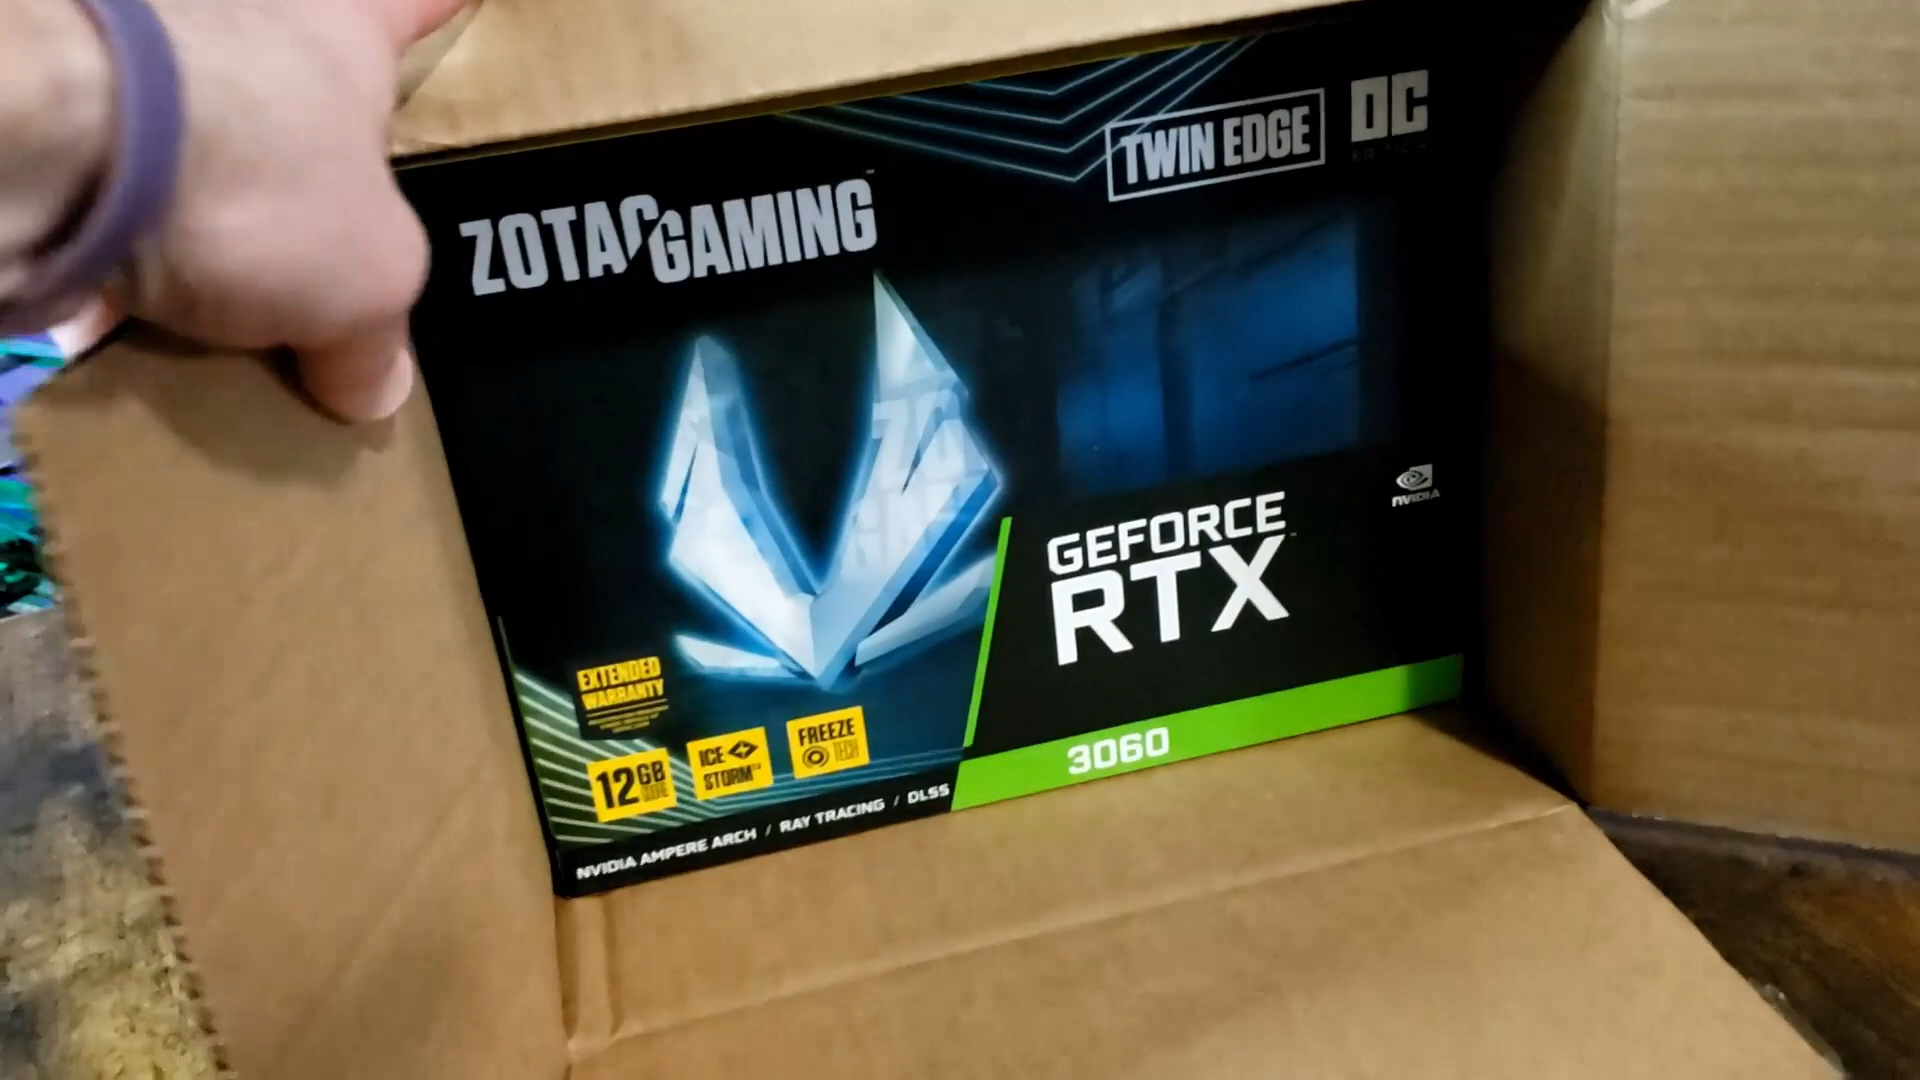 TWIN EDGE
OC
EDITION
ZOTAC GAMING
NVIDIA
GEFORCE
RTX
3060
EXTENDED
WARRANTY
12GB
ICE
STORM
FREEZE
TECH
NVIDIA AMPERE ARCH / RAY TRACING / DLSS